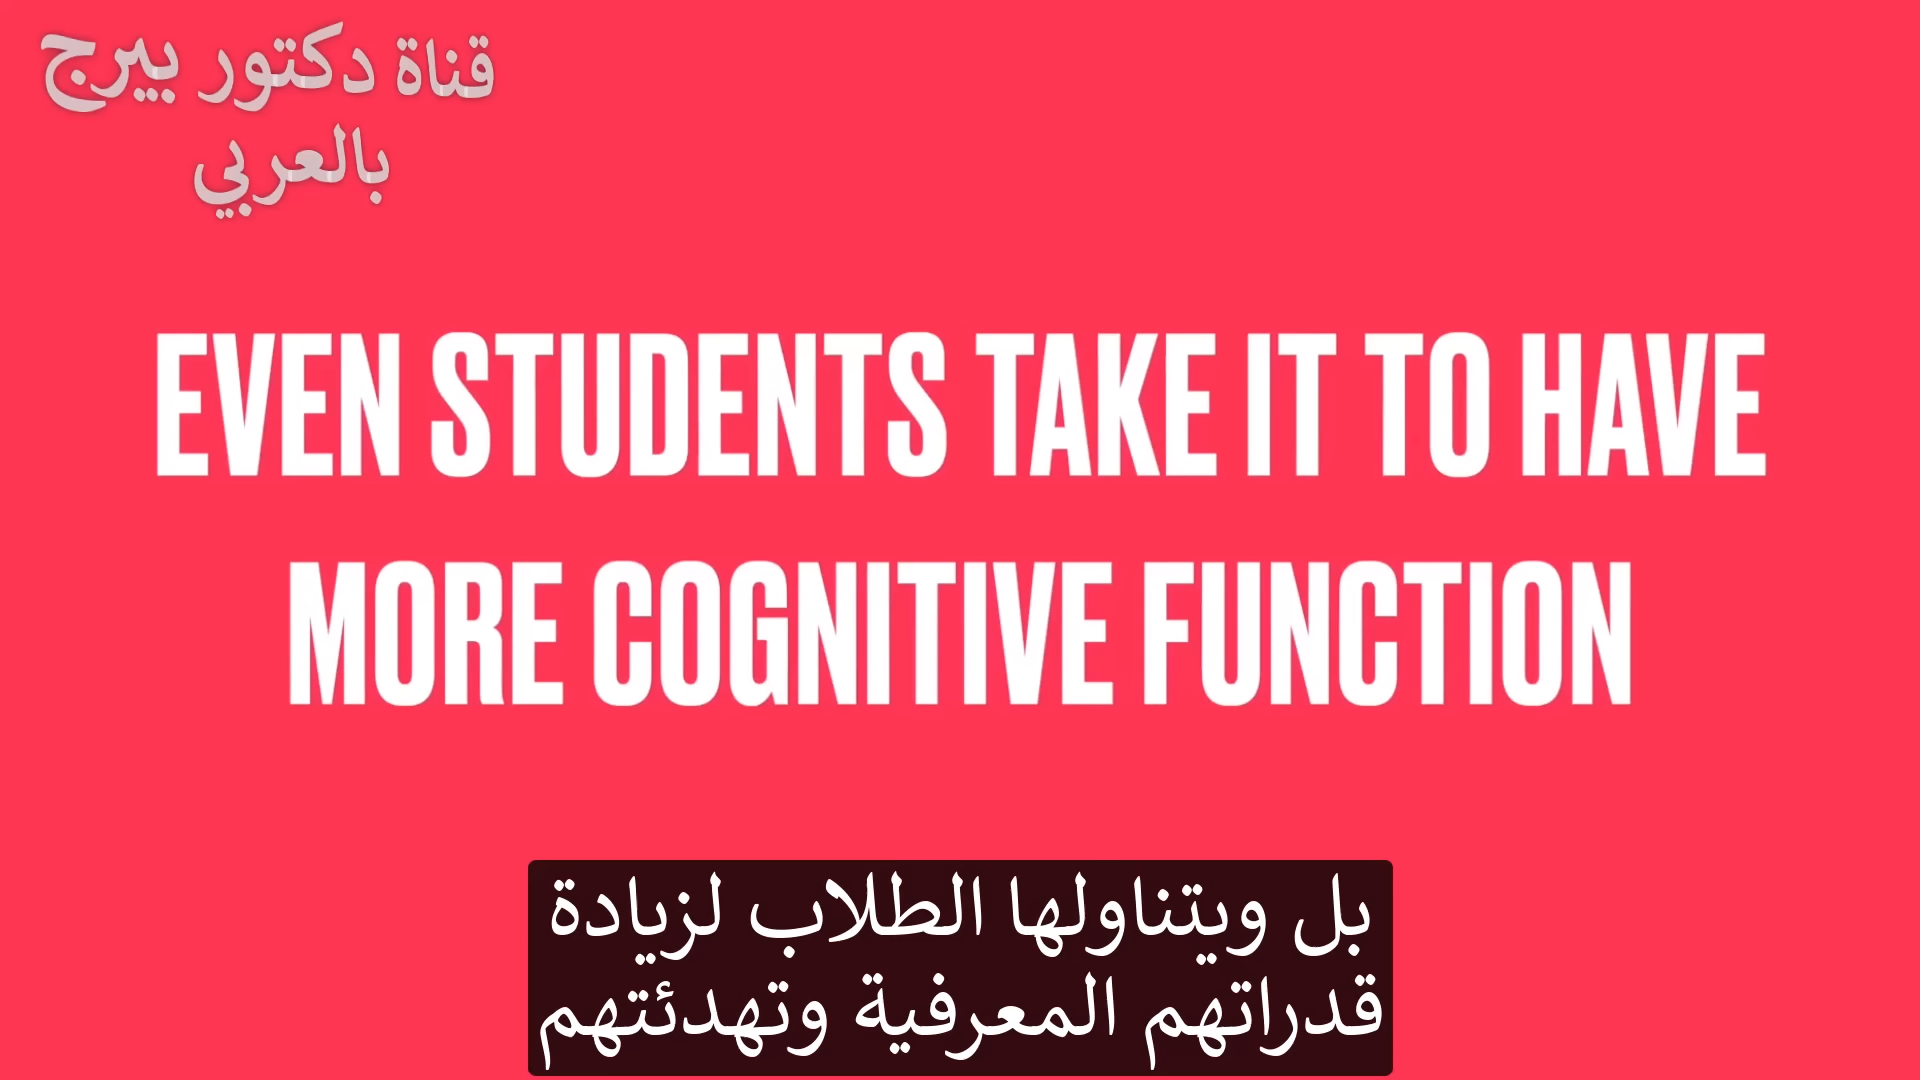 قناة دكتور بيرج
بالعربي
EVEN STUDENTS TAKE IT TO HAVE
MORE COGNITIVE FUNCTION
بل ويتناولها الطلاب لزيادة
قدراتهم المعرفية وتهدئتهم